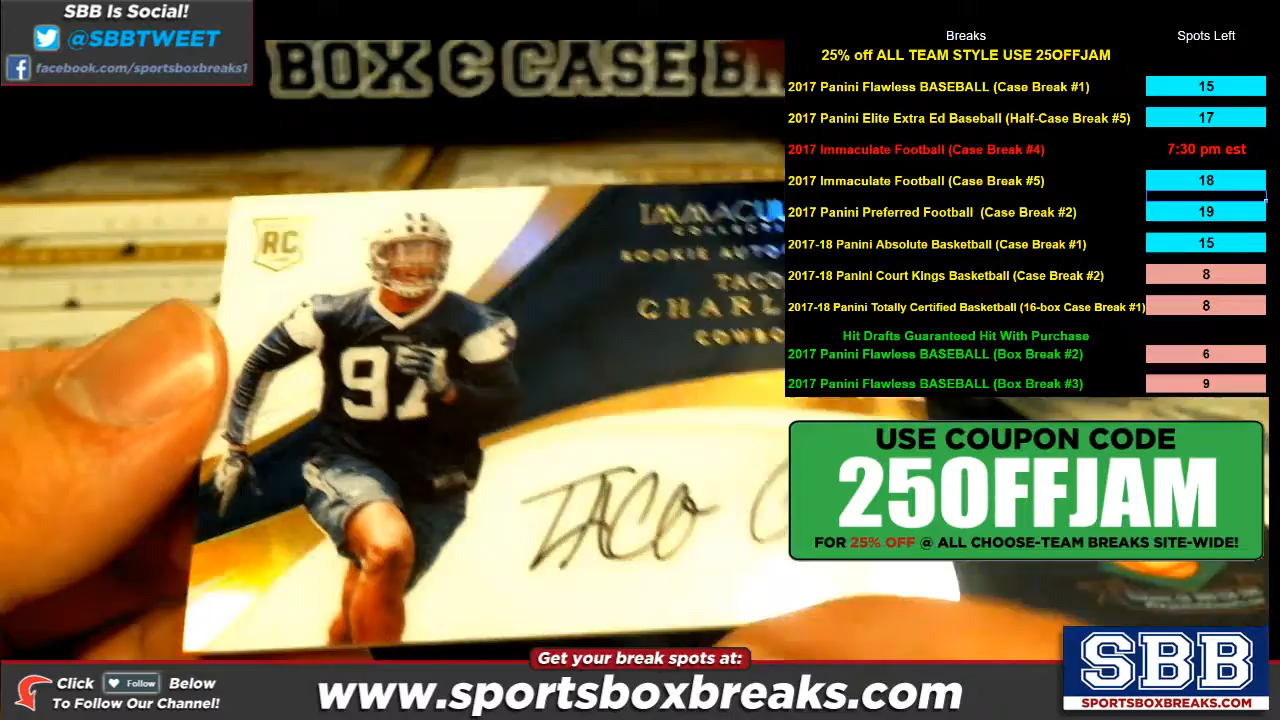 SBB Is Social!
@SBBTWEET
facebook.com/sportsboxbreaks1
BOX & CASE
RC
97
ROOKIE
TACO
TACO
Breaks
Spots Left
25% off ALL TEAM STYLE USE 25OFFJAM
2017 Panini Flawless BASEBALL (Case Break #1)
15
2017 Panini Elite Extra Ed Baseball (Half-Case Break #5)
17
2017 Immaculate Football (Case Break #4)
7:30 pm est
2017 Immaculate Football (Case Break #5)
18
2017 Panini Preferred Football (Case Break #2)
19
2017-18 Panini Absolute Basketball (Case Break #1)
15
2017-18 Panini Court Kings Basketball (Case Break #2)
8
2017-18 Panini Totally Certified Basketball (16-box Case Break #1)
8
Hit Drafts Guaranteed Hit With Purchase
2017 Panini Flawless BASEBALL (Box Break #2)
6
2017 Panini Flawless BASEBALL (Box Break #3)
9
USE COUPON CODE
25OFFJAM
FOR 25% OFF @ ALL CHOOSE-TEAM BREAKS SITE-WIDE!
Get your break spots at:
www.sportsboxbreaks.com
Click Follow Below
To Follow Our Channel!
SBB
SPORTSBOXBREAKS.COM